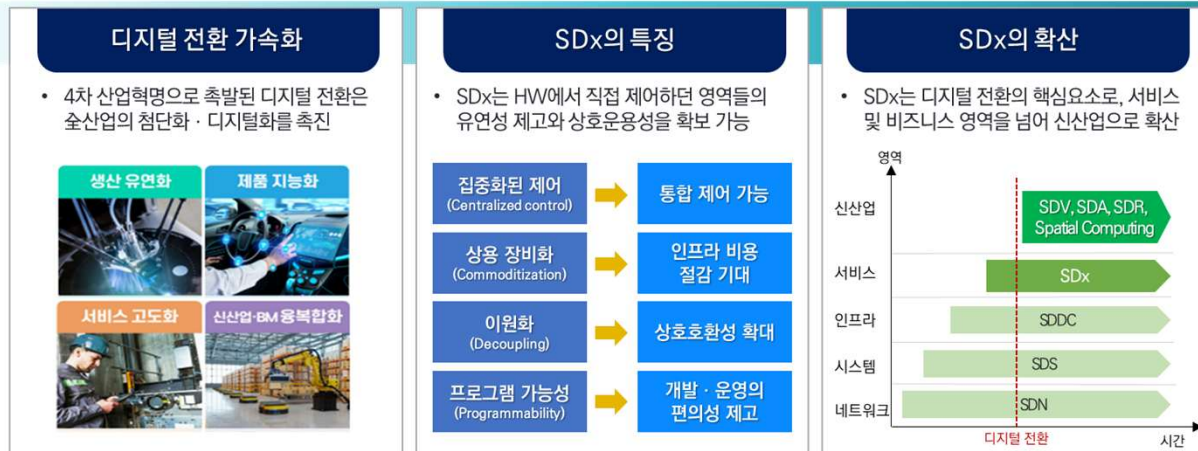 디지털 전환 가속화
• 4차 산업혁명으로 촉발된 디지털 전환은
全산업의 첨단화 · 디지털화를 촉진
생산 유연화
제품 지능화
서비스 고도화
신산업·BM 융복합화
SDx의 특징
• SDx는 HW에서 직접 제어하던 영역들의
유연성 제고와 상호운용성을 확보 가능
집중화된 제어
(Centralized control)
통합 제어 가능
상용 장비화
(Commoditization)
인프라 비용
절감 기대
이원화
(Decoupling)
상호호환성 확대
프로그램 가능성
(Programmability)
개발 · 운영의
편의성 제고
SDx의 확산
• SDx는 디지털 전환의 핵심요소로, 서비스
및 비즈니스 영역을 넘어 신산업으로 확산
영역
신산업
SDV, SDA, SDR,
Spatial Computing
서비스
SDx
인프라
SDDC
시스템
SDS
네트워크
SDN
디지털 전환
시간